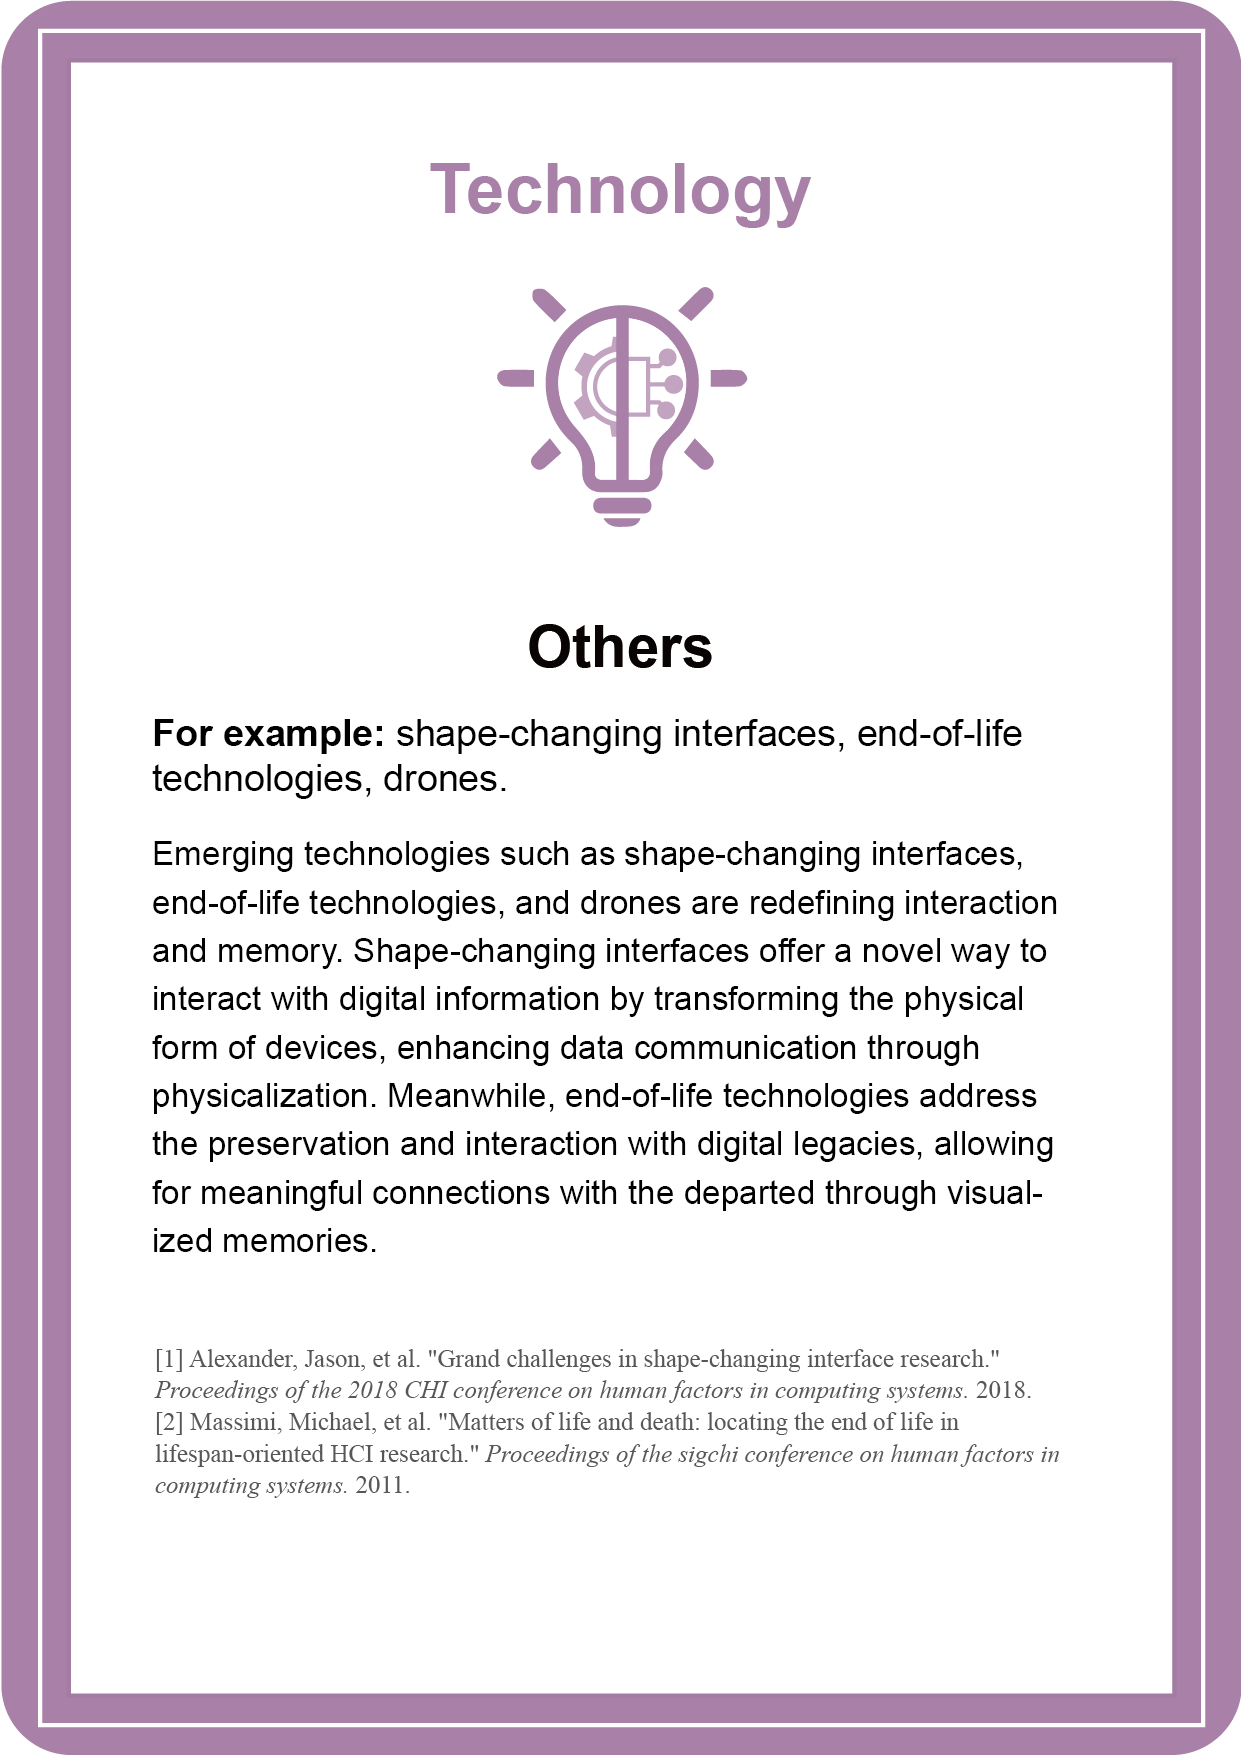 Technology
Others
For example: shape-changing interfaces, end-of-life
technologies, drones.
Emerging technologies such as shape-changing interfaces,
end-of-life technologies, and drones are redefining interaction
and memory. Shape-changing interfaces offer a novel way to
interact with digital information by transforming the physical
form of devices, enhancing data communication through
physicalization. Meanwhile, end-of-life technologies address
the preservation and interaction with digital legacies, allowing
for meaningful connections with the departed through visual-
ized memories.
[1] Alexander, Jason, et al. "Grand challenges in shape-changing interface research."
Proceedings of the 2018 CHI conference on human factors in computing systems. 2018.
[2] Massimi, Michael, et al. "Matters of life and death: locating the end of life in
lifespan-oriented HCI research." Proceedings of the sigchi conference on human factors in
computing systems. 2011.